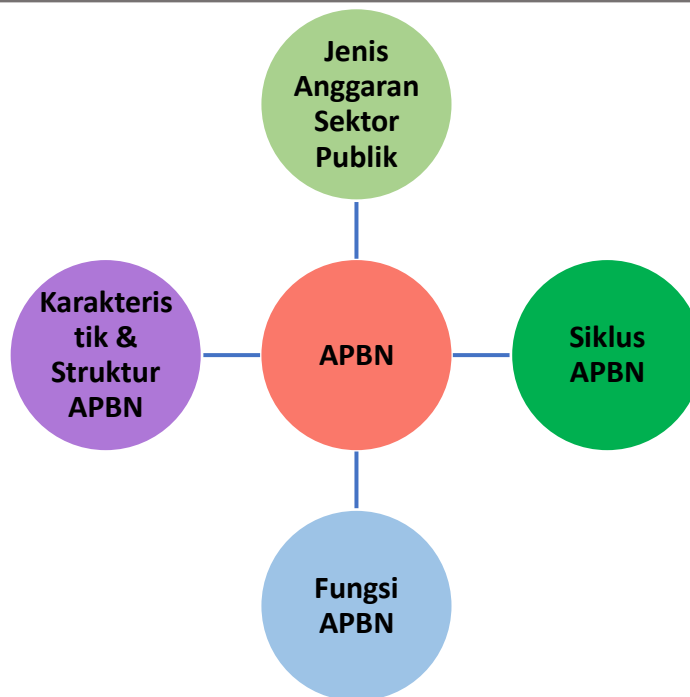 Jenis
Anggaran
Sektor
Publik
Karakteris
tik &
Struktur
APBN
APBN
Siklus
APBN
Fungsi
APBN